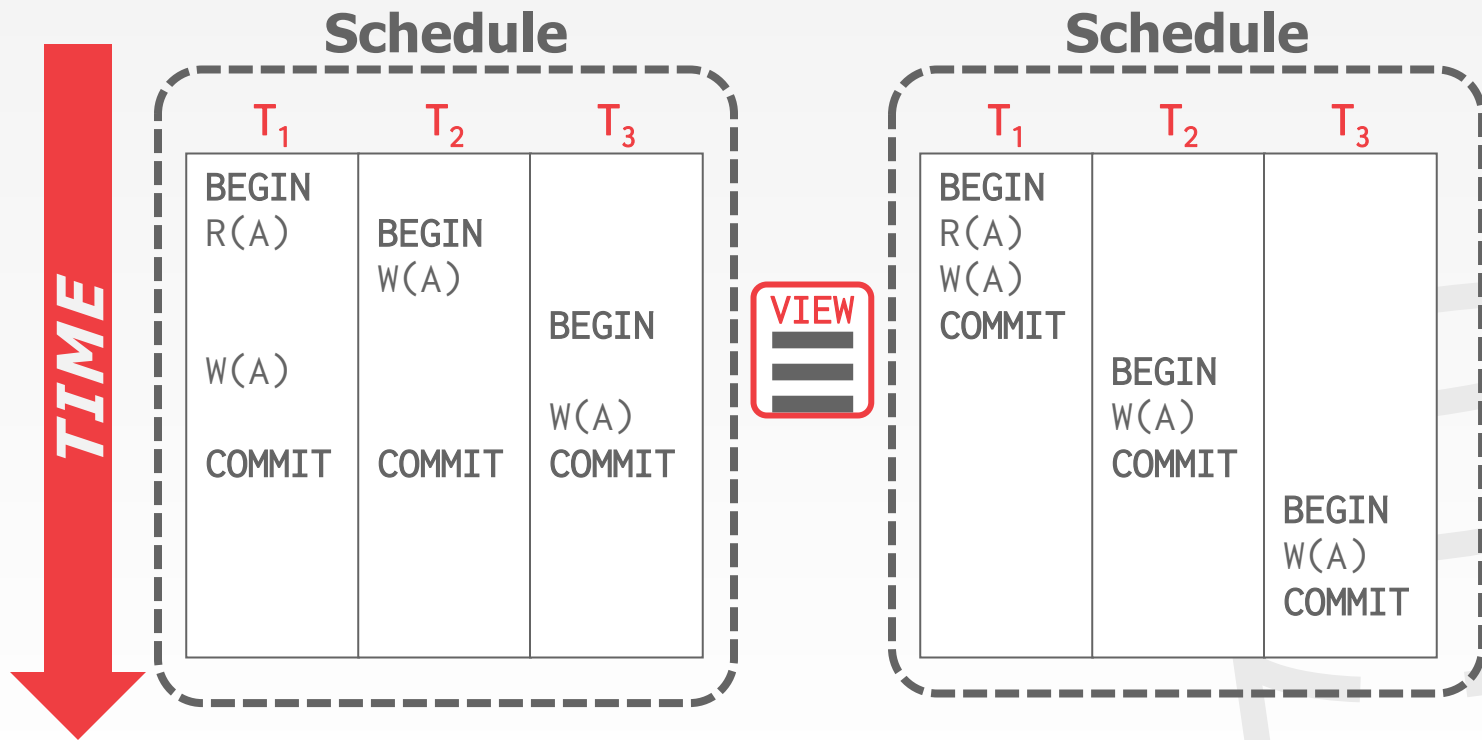 Schedule
T1 T2 T3
BEGIN
R(A) BEGIN
W(A)
BEGIN
W(A)
W(A)
COMMIT COMMIT COMMIT
TIME
VIEW
Schedule
T1 T2 T3
BEGIN
R(A)
W(A)
COMMIT
BEGIN
W(A)
COMMIT
BEGIN
W(A)
COMMIT